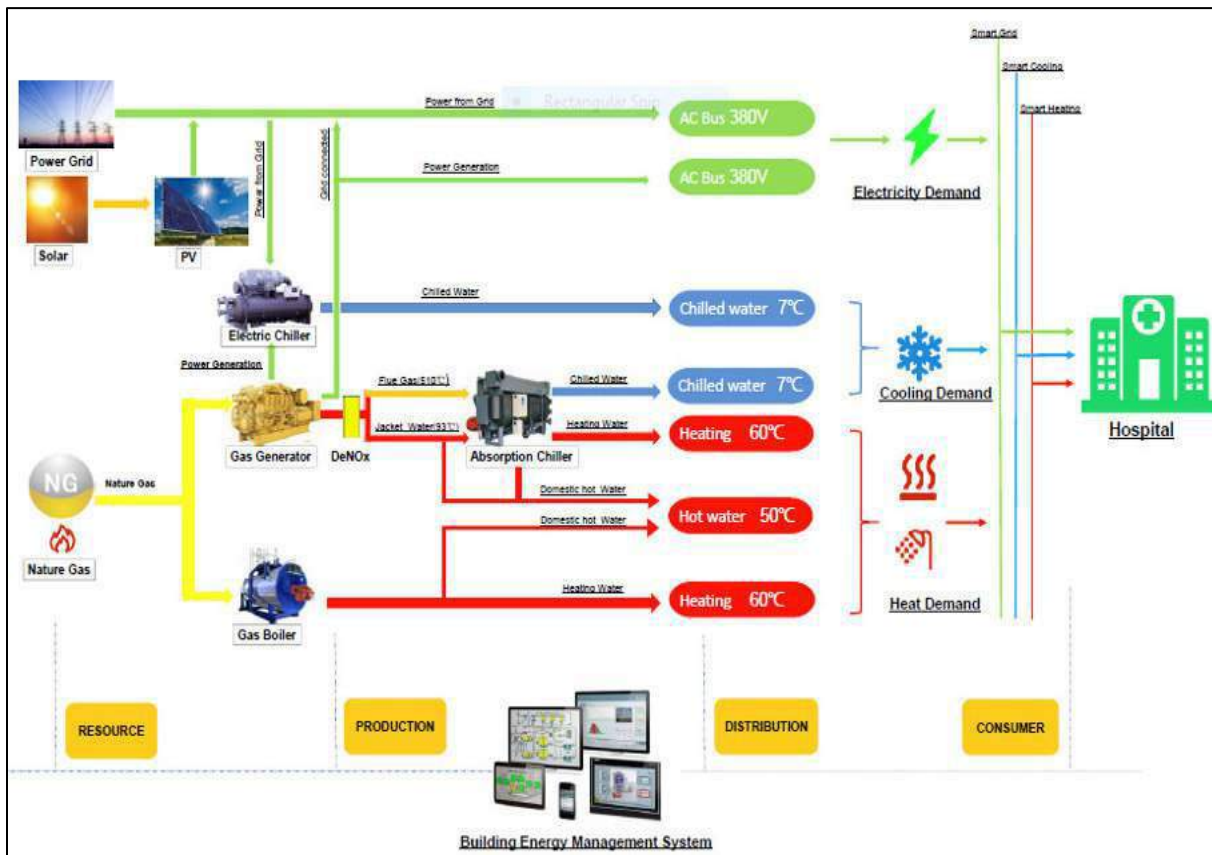 Smart Grid
Smart Cooling
Smart Heating
Power from Grid
Rectangular Snip
AC Bus 380V
Power Grid
Power from Grid
Grid connected
Power Generation
AC Bus 380V
Electricity Demand
Solar
PV
Chilled Water
Chilled water 7℃
Electric Chiller
Power Generation
Flue Gas(510℃)
Chilled Water
Chilled water 7℃
Cooling Demand
Jacket Water(93℃)
Heating Water
Heating 60℃
Hospital
Gas Generator
DeNOx
Absorption Chiller
NG
Nature Gas
Domestic hot Water
Hot water 50℃
Domestic hot Water
Nature Gas
Heating Water
Heating 60℃
Heat Demand
Gas Boiler
RESOURCE
PRODUCTION
DISTRIBUTION
CONSUMER
Building Energy Management System